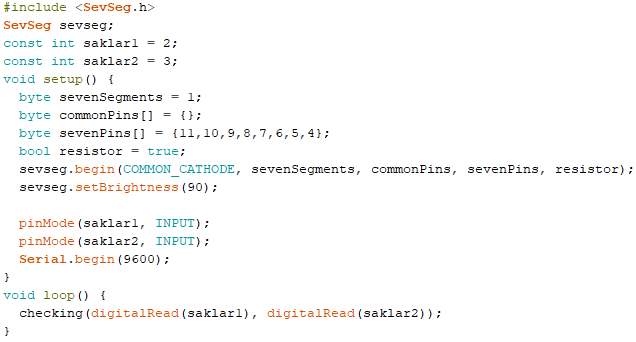 #include <SevSeg.h>
SevSeg sevseg;
const int saklar1 = 2;
const int saklar2 = 3;
void setup() {
  byte sevenSegments = 1;
  byte commonPins[] = {};
  byte sevenPins[] = {11,10,9,8,7,6,5,4};
  bool resistor = true;
  sevseg.begin(COMMON_CATHODE, sevenSegments, commonPins, sevenPins, resistor);
  sevseg.setBrightness(90);

  pinMode(saklar1, INPUT);
  pinMode(saklar2, INPUT);
  Serial.begin(9600);
}
void loop() {
  checking(digitalRead(saklar1), digitalRead(saklar2));
}